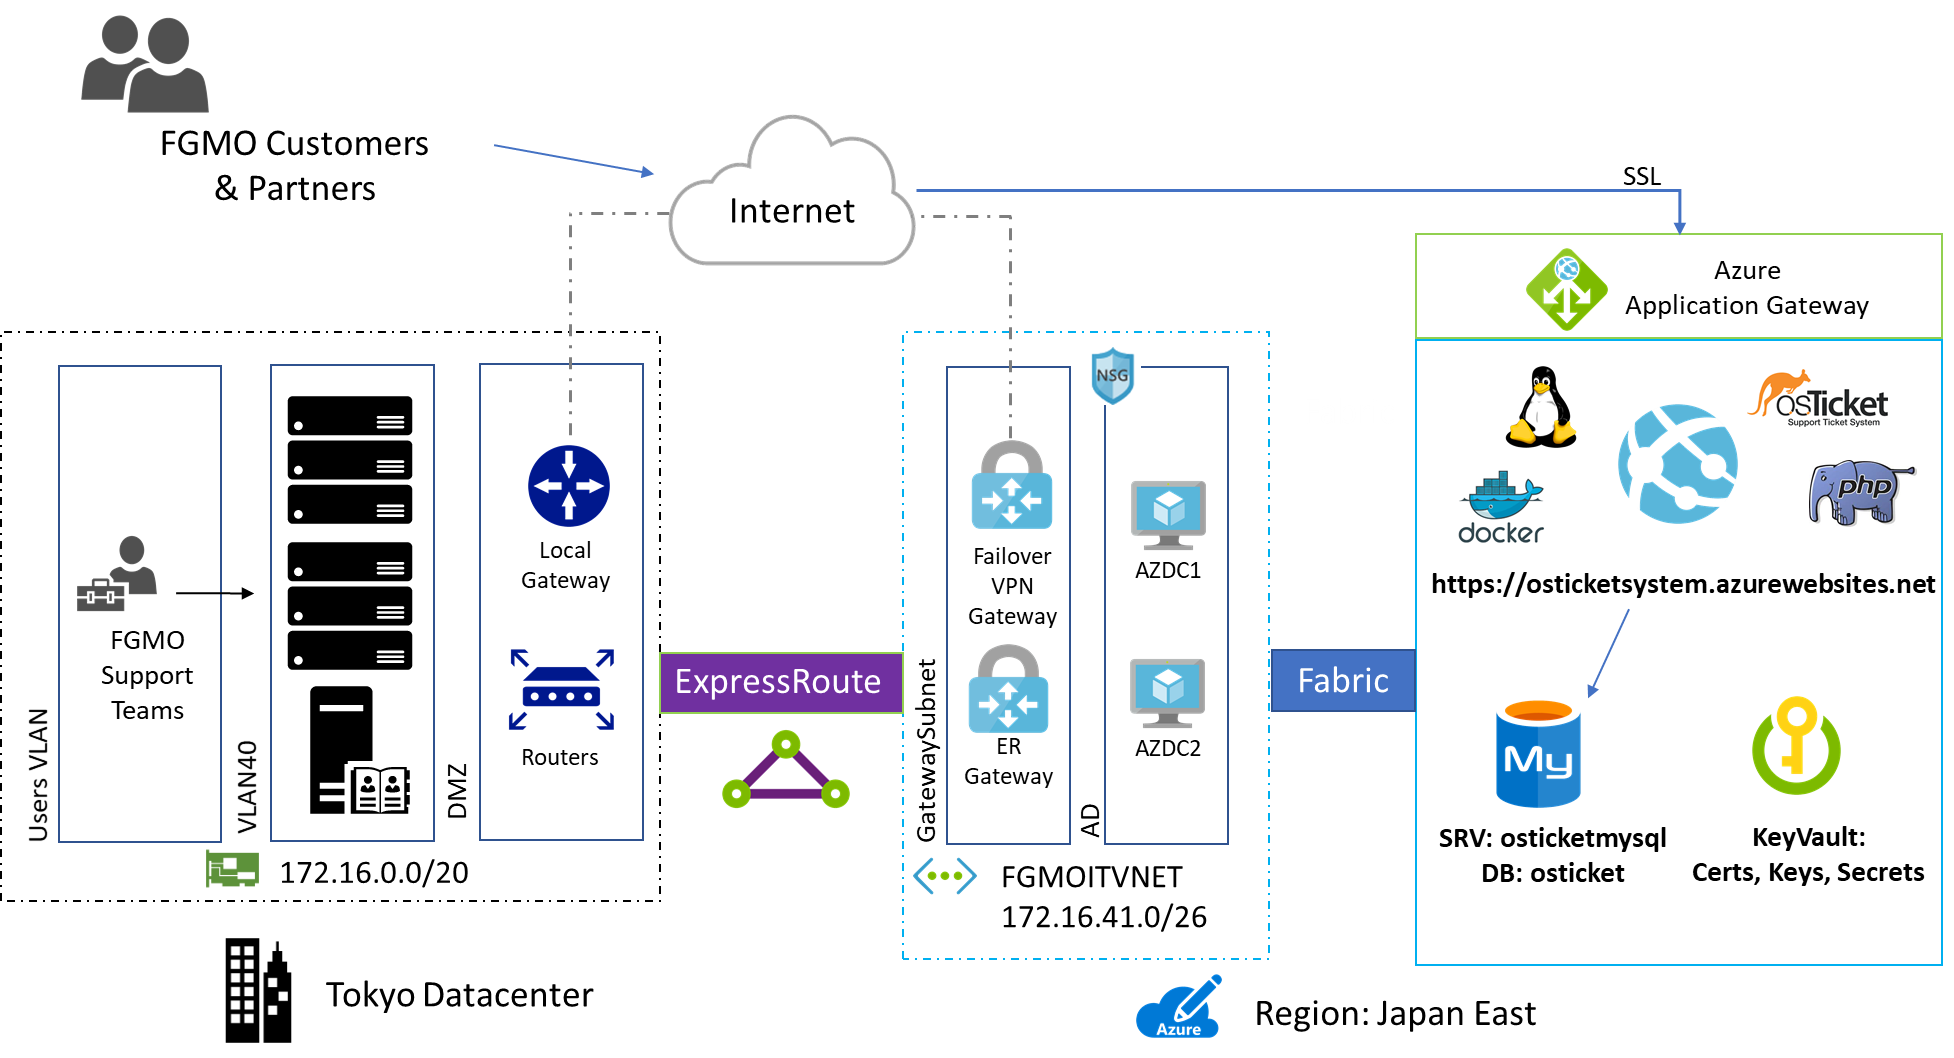 FGMO Customers
& Partners
Internet
SSL
Azure
Application Gateway
Users VLAN
FGMO
Support
Teams
VLAN40
DMZ
Local
Gateway
Routers
172.16.0.0/20
Tokyo Datacenter
ExpressRoute
GatewaySubnet
Failover
VPN
Gateway
ER
Gateway
NSG
AD
AZDC1
AZDC2
FGMOITVNET
172.16.41.0/26
Azure
Region: Japan East
Fabric
osTicket
Support Ticket System
docker
php
https://osticketsystem.azurewebsites.net
My
SRV: osticketmysql
DB: osticket
KeyVault:
Certs, Keys, Secrets